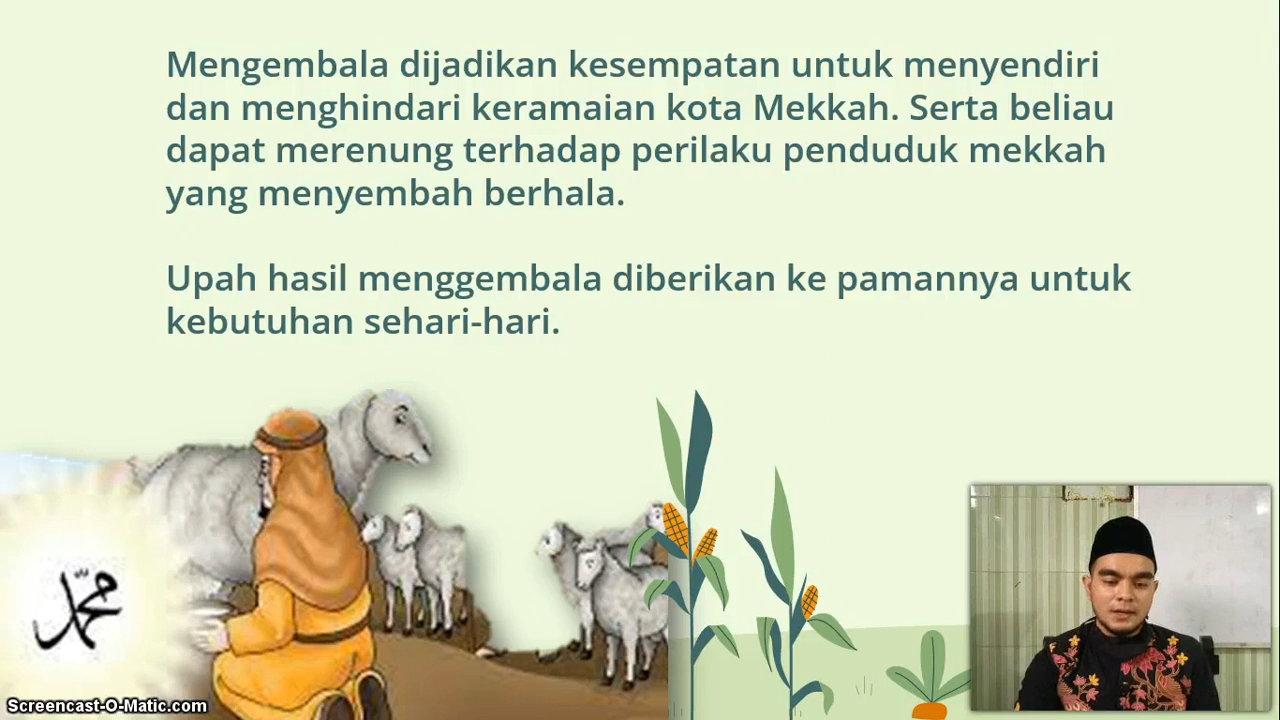 Mengembala dijadikan kesempatan untuk menyendiri
dan menghindari keramaian kota Mekkah. Serta beliau
dapat merenung terhadap perilaku penduduk mekkah
yang menyembah berhala.
Upah hasil menggembala diberikan ke pamannya untuk
kebutuhan sehari-hari.
محمد
Screencast-O-Matic.com